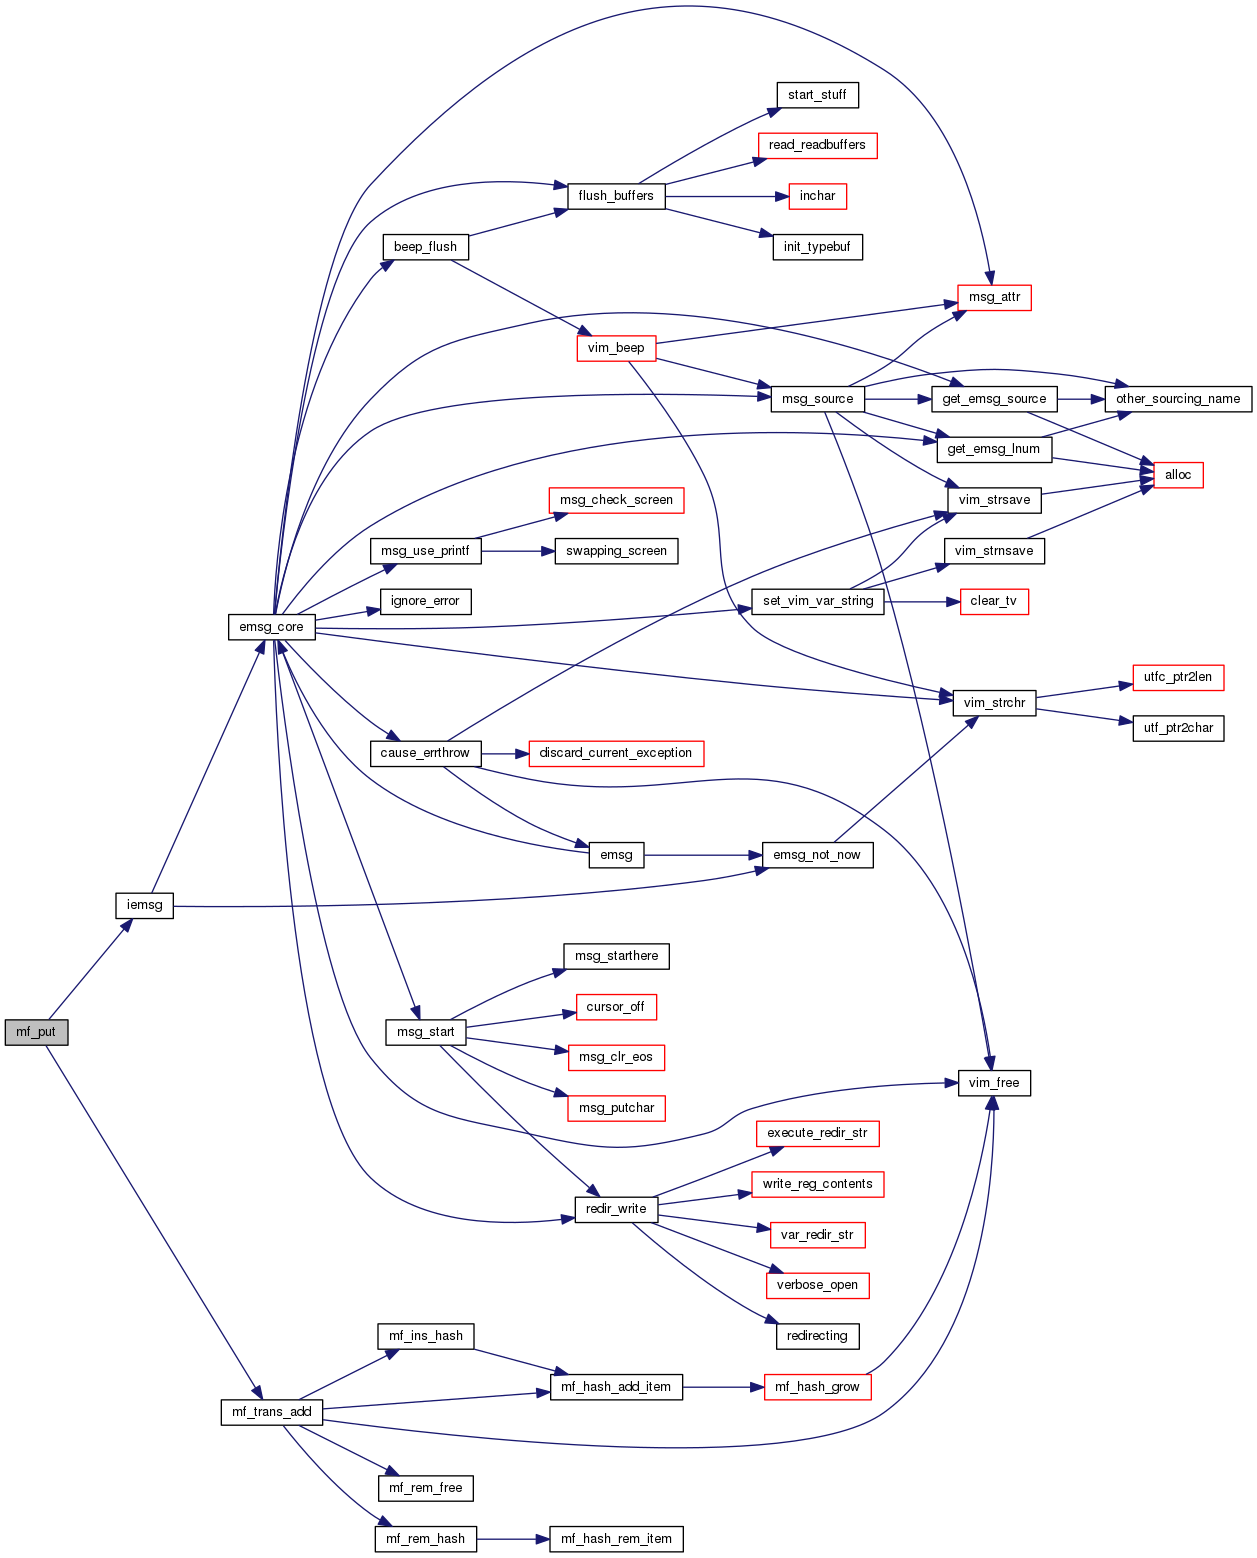 start_stuff
read_readbuffers
flush_buffers
inchar
beep_flush
init_typebuf
msg_attr
vim_beep
msg_source
get_emsg_source
other_sourcing_name
get_emsg_lnum
alloc
msg_check_screen
vim_strsave
msg_use_printf
swapping_screen
vim_strnsave
ignore_error
set_vim_var_string
clear_tv
emsg_core
utfc_ptr2len
vim_strchr
utf_ptr2char
cause_errthrow
discard_current_exception
emsg
emsg_not_now
iemsg
msg_starthere
cursor_off
mf_put
msg_start
msg_clr_eos
vim_free
msg_putchar
execute_redir_str
write_reg_contents
redir_write
var_redir_str
verbose_open
mf_ins_hash
redirecting
mf_hash_add_item
mf_hash_grow
mf_trans_add
mf_rem_free
mf_rem_hash
mf_hash_rem_item